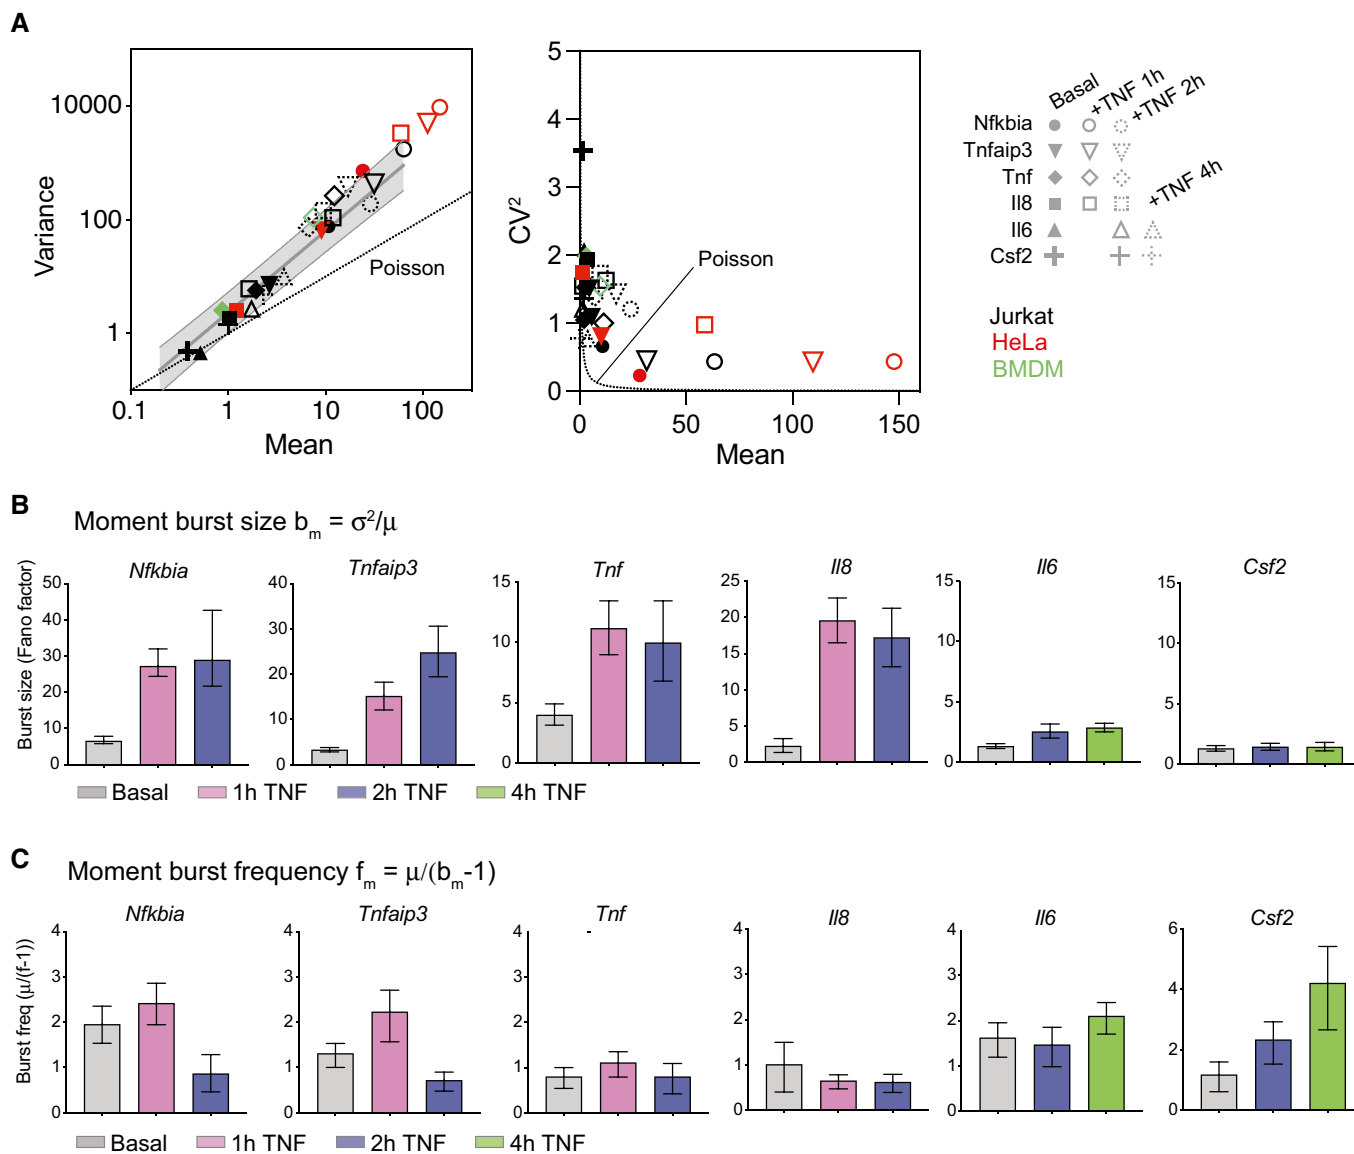 A
Variance
10000
100
1
0.1
1
10
100
Mean
Poisson
CV²
5
4
3
2
1
0
0
50
100
150
Mean
Poisson
Basal
+TNF 1h
+TNF 2h
+TNF 4h
Nfkbia
Tnfaip3
Tnf
Il8
Il6
Csf2
Jurkat
HeLa
BMDM
B
Moment burst size bₘ = σ²/μ
Burst size (Fano factor)
Nfkbia
50
40
30
20
10
0
Tnfaip3
40
30
20
10
0
Tnf
15
10
5
0
Il8
25
20
15
10
5
0
Il6
15
10
5
0
Csf2
15
10
5
0
Basal
1h TNF
2h TNF
4h TNF
C
Moment burst frequency fₘ = μ/(bₘ-1)
Burst freq (μ/(f-1))
Nfkbia
4
3
2
1
0
Tnfaip3
4
3
2
1
0
Tnf
4
3
2
1
0
Il8
4
3
2
1
0
Il6
4
3
2
1
0
Csf2
6
4
2
0
Basal
1h TNF
2h TNF
4h TNF